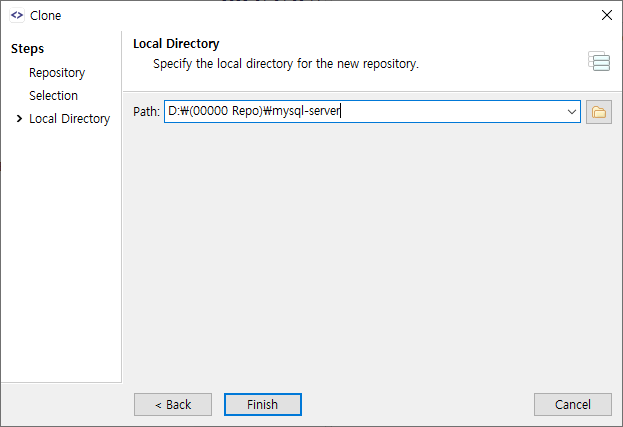 Clone
Steps
Repository
Selection
Local Directory
Local Directory
Specify the local directory for the new repository.
Path: D:₩(00000 Repo)₩mysql-server
< Back
Finish
Cancel